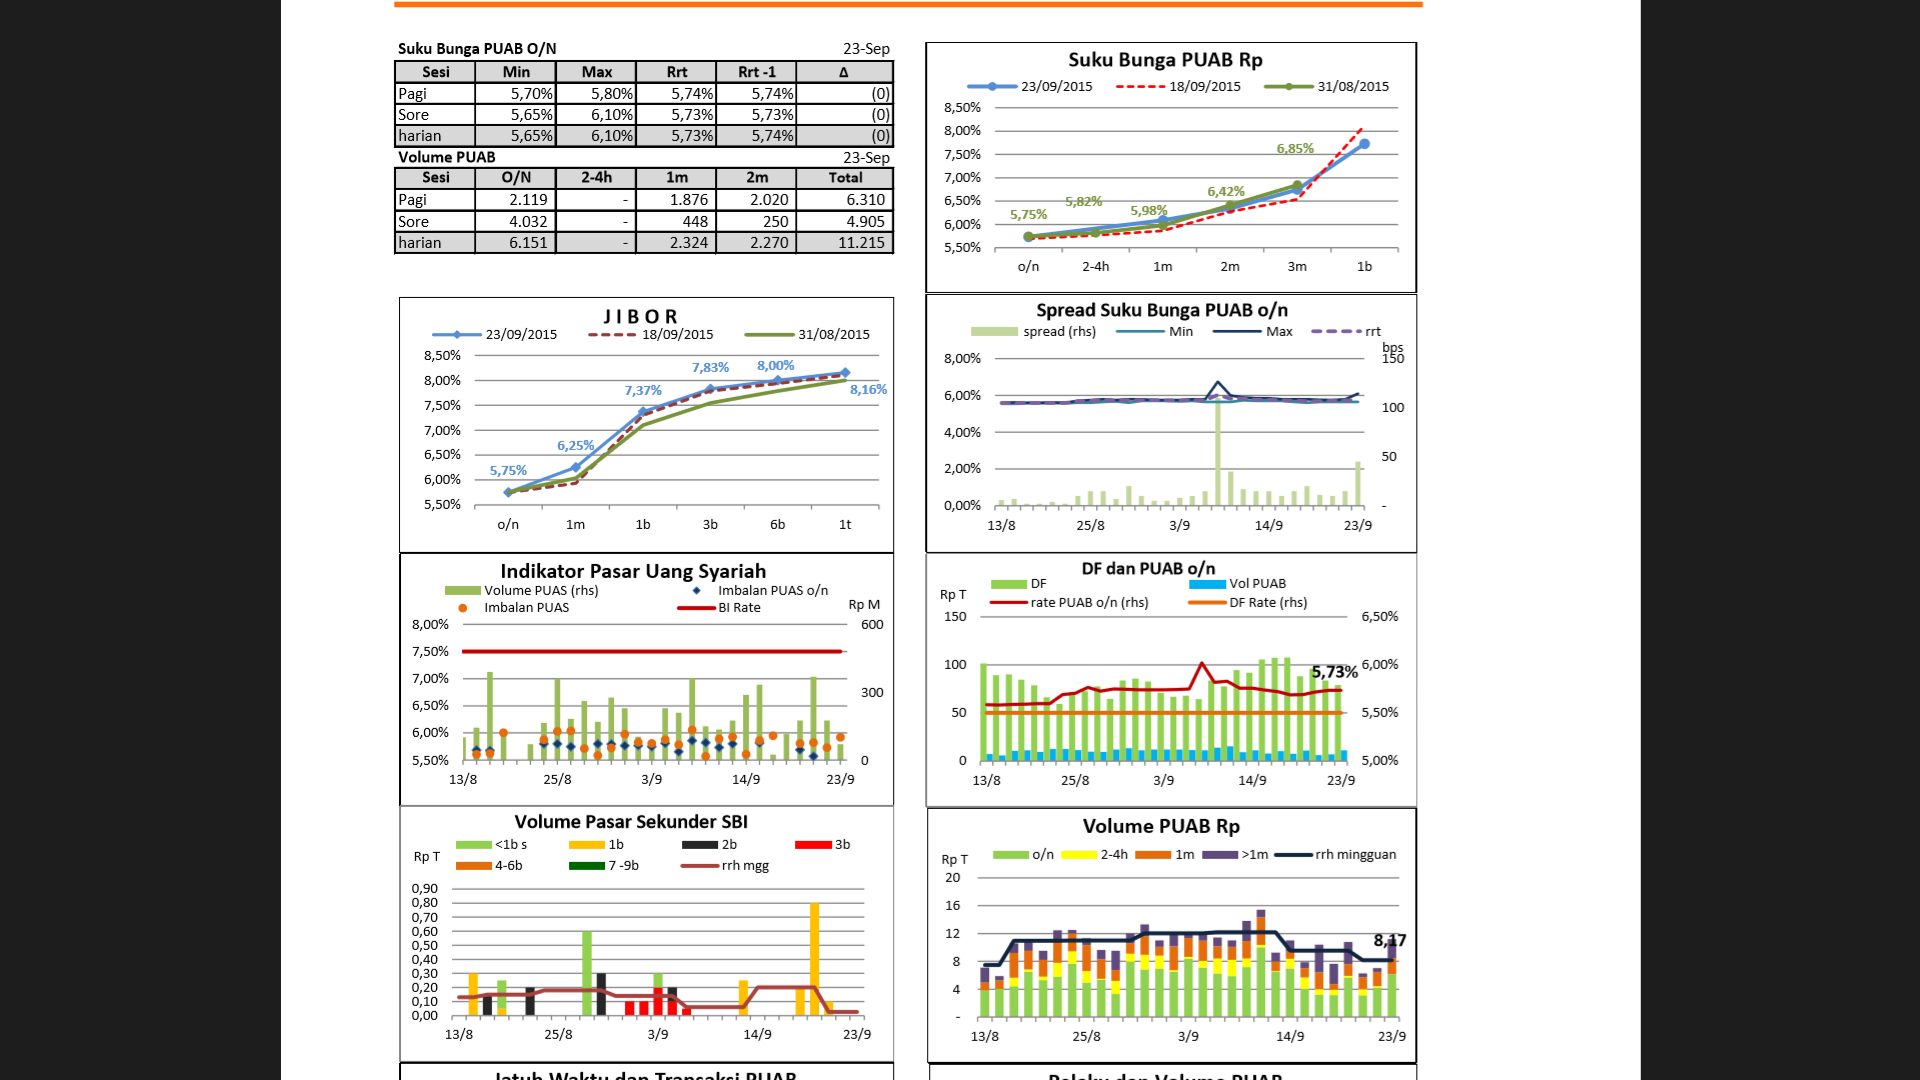 Suku Bunga PUAB O/N 23-Sep
Sesi Min Max Rrt Rrt -1 Δ
Pagi 5,70% 5,80% 5,74% 5,74% (0)
Sore 5,65% 6,10% 5,73% 5,73% (0)
harian 5,65% 6,10% 5,73% 5,74% (0)
Volume PUAB 23-Sep
Sesi O/N 2-4h 1m 2m Total
Pagi 2.119 - 1.876 2.020 6.310
Sore 4.032 - 448 250 4.905
harian 6.151 - 2.324 2.270 11.215
Suku Bunga PUAB Rp
23/09/2015 18/09/2015 31/08/2015
8,50%
8,00%
7,50%
7,00%
6,50%
6,00%
5,50%
5,75% 5,82% 5,98% 6,42% 6,85%
o/n 2-4h 1m 2m 3m 1b
J I B O R
23/09/2015 18/09/2015 31/08/2015
8,50%
8,00%
7,50%
7,00%
6,50%
6,00%
5,50%
5,75% 6,25% 7,37% 7,83% 8,00% 8,16%
o/n 1m 1b 3b 6b 1t
Spread Suku Bunga PUAB o/n
spread (rhs) Min Max rrt
bps
8,00% 150
6,00% 100
4,00%
2,00% 50
0,00% -
13/8 25/8 3/9 14/9 23/9
Indikator Pasar Uang Syariah
Volume PUAS (rhs) Imbalan PUAS o/n
Imbalan PUAS BI Rate Rp M
8,00% 600
7,50%
7,00% 300
6,50%
6,00%
5,50% 0
13/8 25/8 3/9 14/9 23/9
DF dan PUAB o/n
DF Vol PUAB
Rp T
rate PUAB o/n (rhs) DF Rate (rhs)
150 6,50%
100 6,00%
5,73%
50 5,50%
0 5,00%
13/8 25/8 3/9 14/9 23/9
Volume Pasar Sekunder SBI
<1b s 1b 2b 3b
Rp T
4-6b 7 -9b rrh mgg
0,90
0,80
0,70
0,60
0,50
0,40
0,30
0,20
0,10
0,00
13/8 25/8 3/9 14/9 23/9
Volume PUAB Rp
Rp T o/n 2-4h 1m >1m rrh mingguan
20
16
12
8,17
8
4
-
13/8 25/8 3/9 14/9 23/9
Jatuh Waktu dan Transaksi PUAB
Pelaku dan Volume PUAB